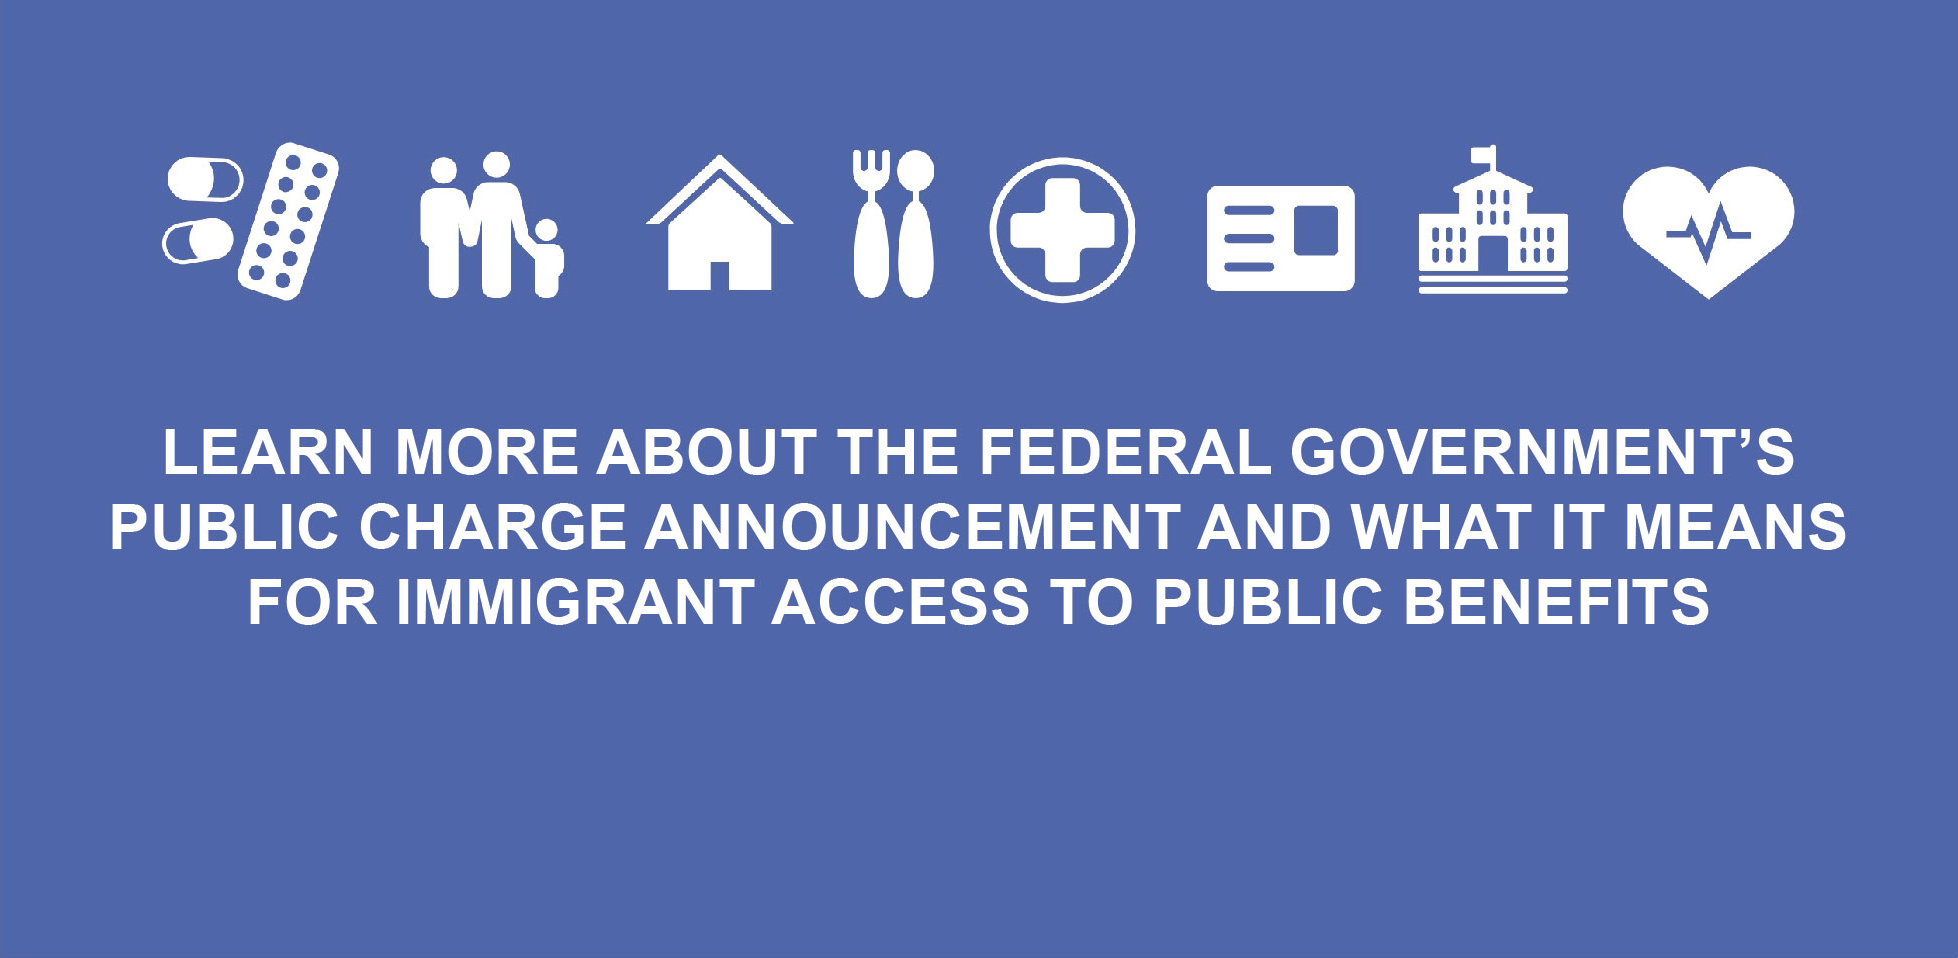 LEARN MORE ABOUT THE FEDERAL GOVERNMENT’S
PUBLIC CHARGE ANNOUNCEMENT AND WHAT IT MEANS
FOR IMMIGRANT ACCESS TO PUBLIC BENEFITS